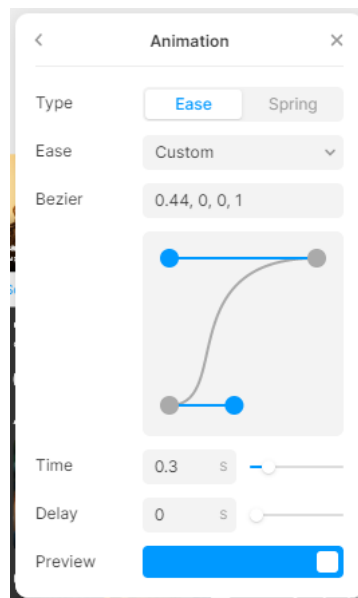 Animation
Type Ease Spring
Ease Custom
Bezier 0.44, 0, 0, 1
Time 0.3 s
Delay 0 s
Preview